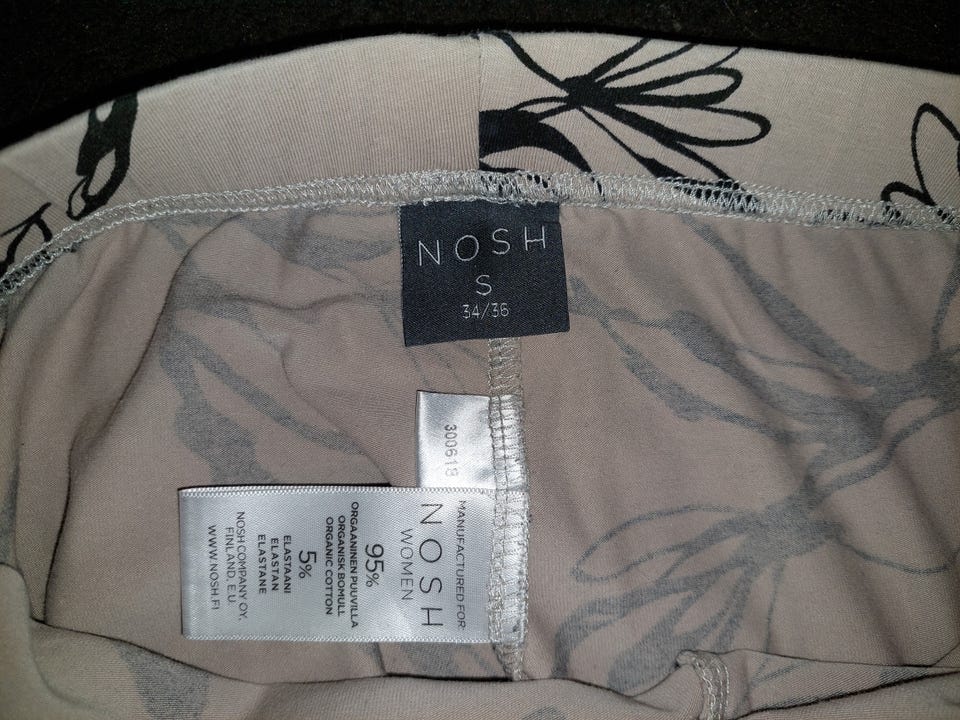 NOSH
S
34/36
300618
MANUFACTURED FOR:
NOSH
WOMEN
95%
ORGAANINEN PUUVILLA
ORGANISK BOMULL
ORGANIC COTTON
5%
ELASTAANI
ELASTAN
ELASTANE
NOSH COMPANY OY,
FINLAND, E.U
WWW.NOSH.FI